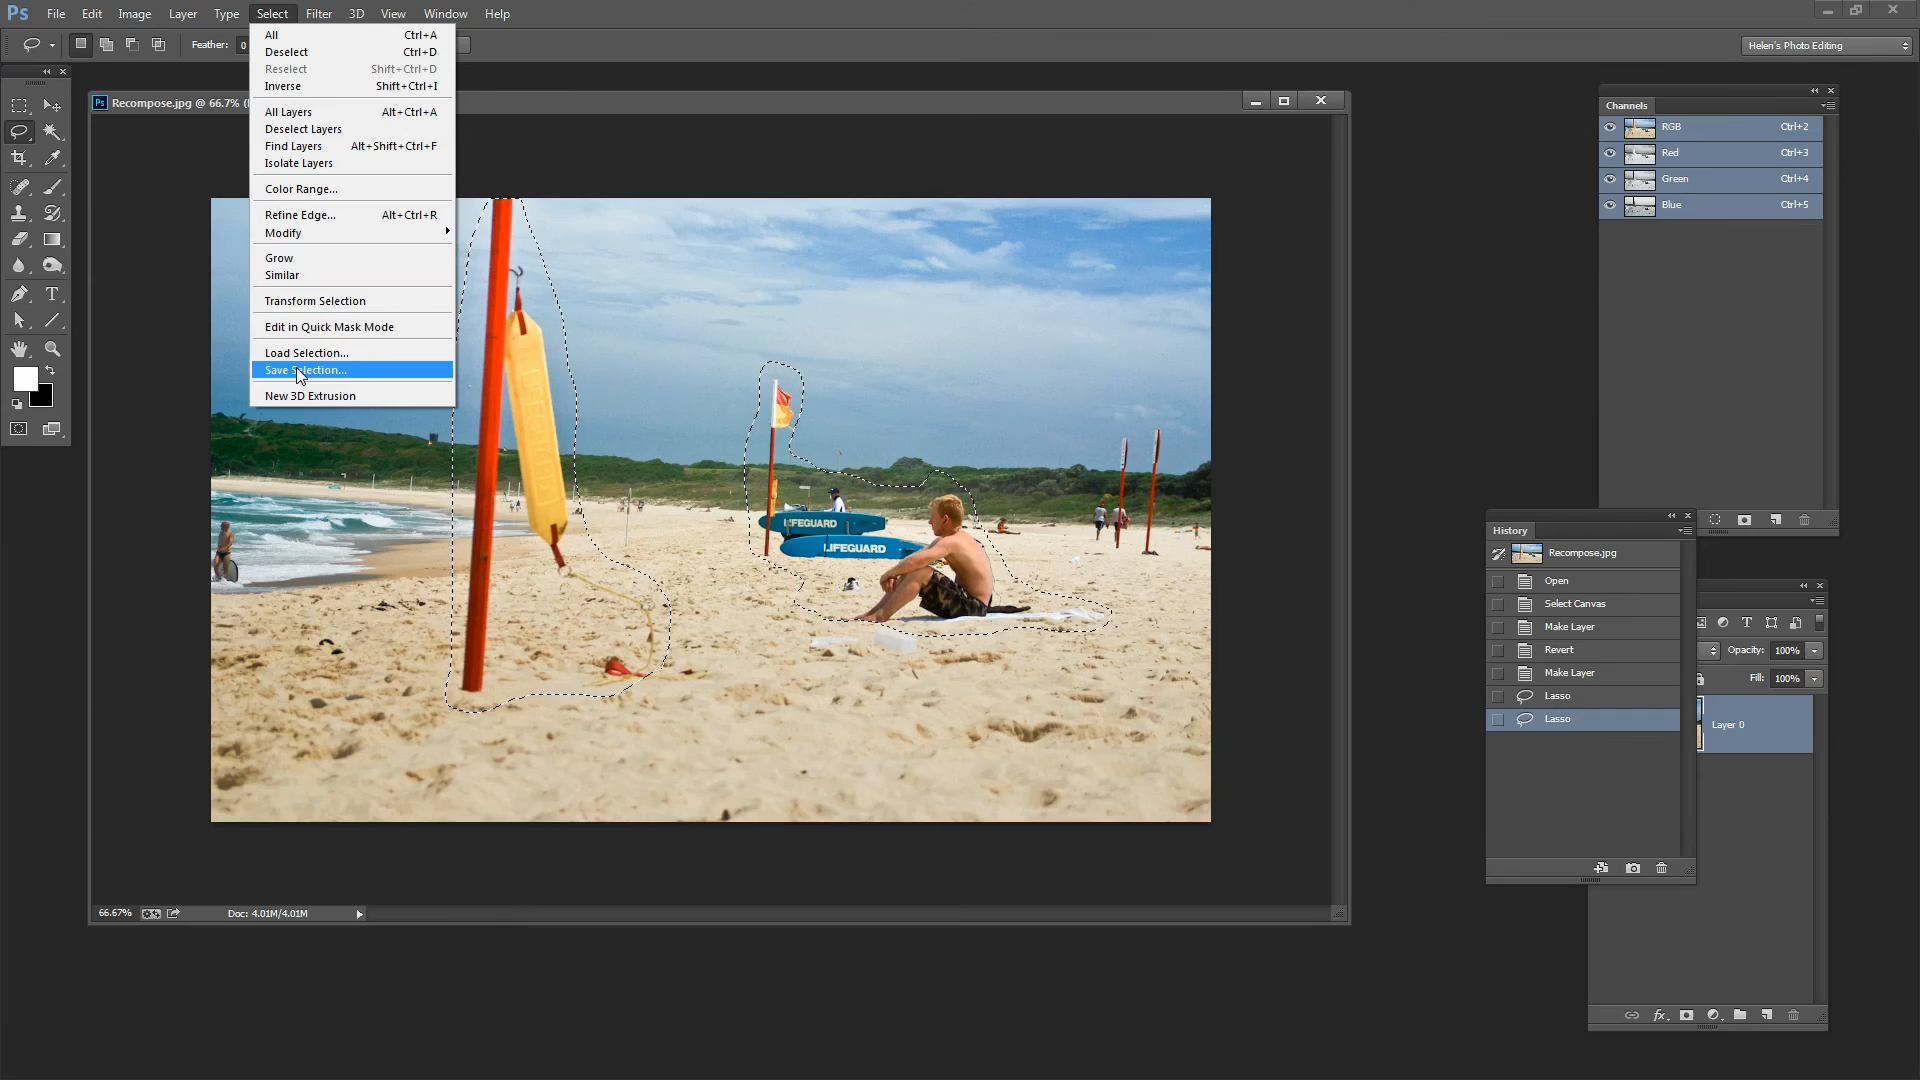 Ps File Edit Image Layer Type Select Filter 3D View Window Help
Feather: 0
Helen's Photo Editing
All Ctrl+A
Deselect Ctrl+D
Reselect Shift+Ctrl+D
Inverse Shift+Ctrl+I
All Layers Alt+Ctrl+A
Deselect Layers
Find Layers Alt+Shift+Ctrl+F
Isolate Layers
Color Range...
Refine Edge... Alt+Ctrl+R
Modify
Grow
Similar
Transform Selection
Edit in Quick Mask Mode
Load Selection...
Save Selection...
New 3D Extrusion
Ps Recompose.jpg @ 66.7% (
LIFEGUARD
LIFEGUARD
66.67% Doc: 4.01M/4.01M
Channels
RGB Ctrl+2
Red Ctrl+3
Green Ctrl+4
Blue Ctrl+5
History
Recompose.jpg
Open
Select Canvas
Make Layer
Revert
Make Layer
Lasso
Lasso
Opacity: 100%
Fill: 100%
Layer 0
fx